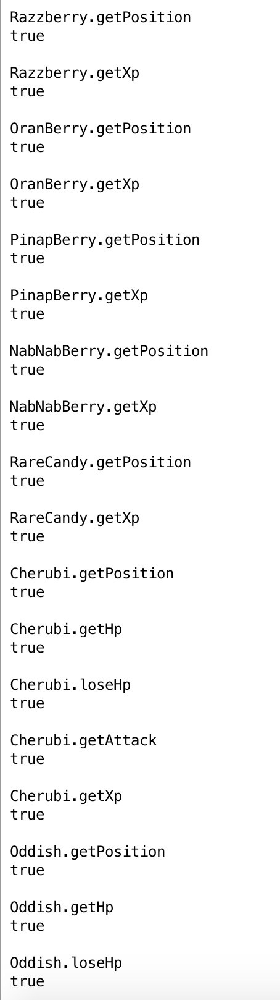 Razzberry.getPosition
true
Razzberry.getXp
true
OranBerry.getPosition
true
OranBerry.getXp
true
PinapBerry.getPosition
true
PinapBerry.getXp
true
NabNabBerry.getPosition
true
NabNabBerry.getXp
true
RareCandy.getPosition
true
RareCandy.getXp
true
Cherubi.getPosition
true
Cherubi.getHp
true
Cherubi.loseHp
true
Cherubi.getAttack
true
Cherubi.getXp
true
Oddish.getPosition
true
Oddish.getHp
true
Oddish.loseHp
true